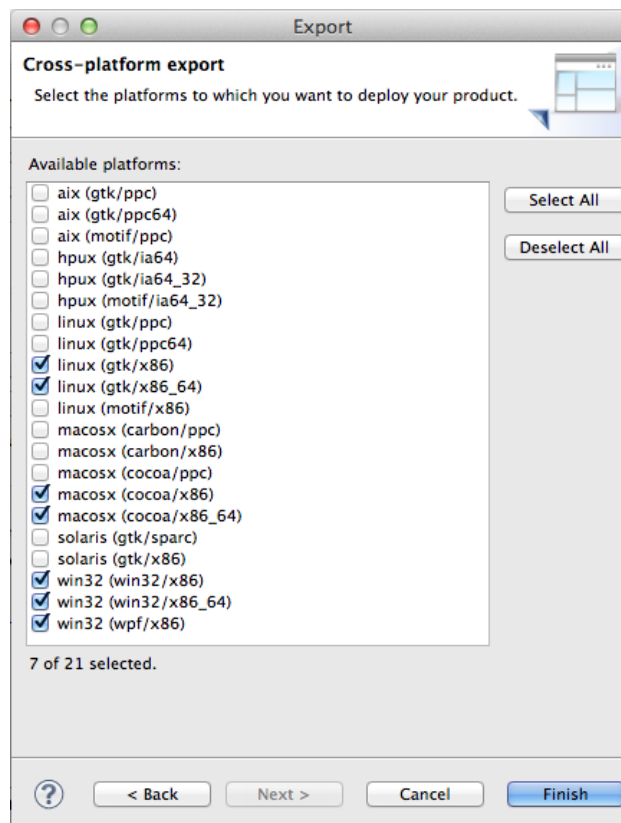 Export
Cross-platform export
Select the platforms to which you want to deploy your product.
Available platforms:
aix (gtk/ppc)
aix (gtk/ppc64)
aix (motif/ppc)
hpux (gtk/ia64)
hpux (gtk/ia64_32)
hpux (motif/ia64_32)
linux (gtk/ppc)
linux (gtk/ppc64)
linux (gtk/x86)
linux (gtk/x86_64)
linux (motif/x86)
macosx (carbon/ppc)
macosx (carbon/x86)
macosx (cocoa/ppc)
macosx (cocoa/x86)
macosx (cocoa/x86_64)
solaris (gtk/sparc)
solaris (gtk/x86)
win32 (win32/x86)
win32 (win32/x86_64)
win32 (wpf/x86)
Select All
Deselect All
7 of 21 selected.
? < Back Next > Cancel Finish